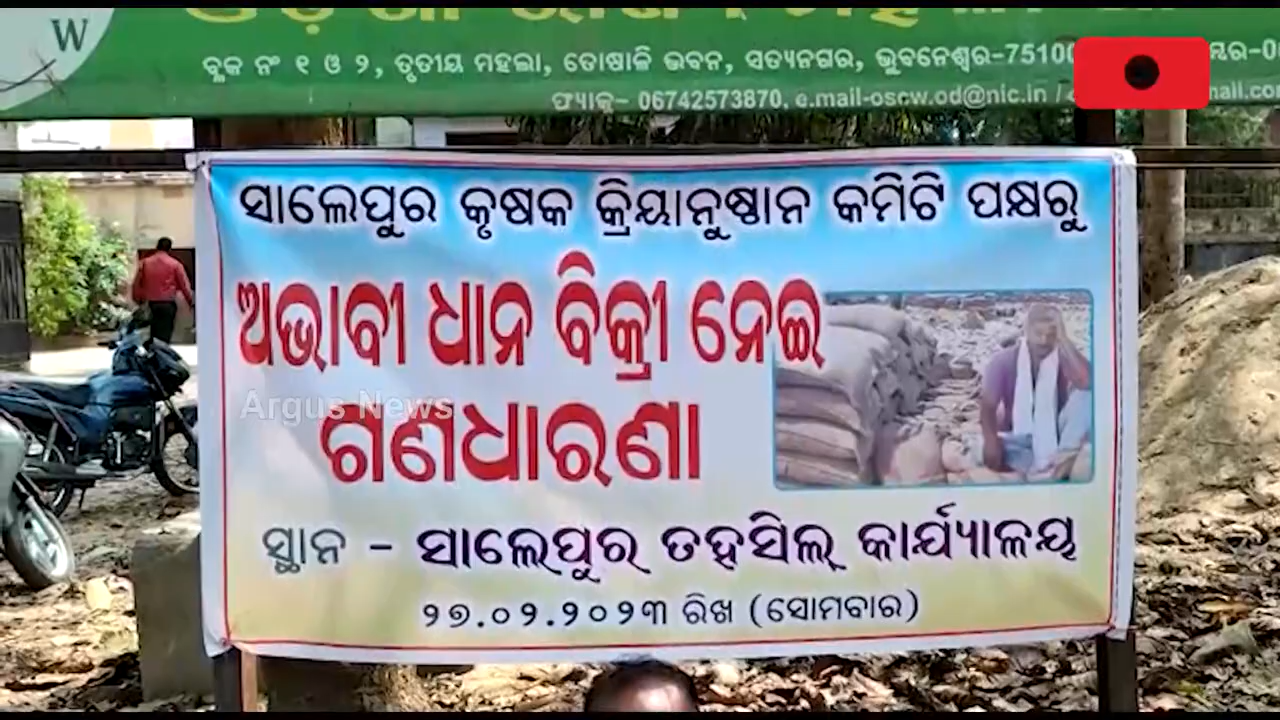 W
ବ୍ଲକ ନଂ ୧ ଓ ୨, ତୃତୀୟ ମହଲା, ତୋଷାଳି ଭବନ, ସତ୍ୟନଗର, ଭୁବନେଶ୍ୱର-75100
ଫ୍ୟାକ୍ସ- 06742573870, e.mail-oscw.od@nic.in /
ସାଲେପୁର କୃଷକ କ୍ରିୟାନୁଷ୍ଠାନ କମିଟି ପକ୍ଷରୁ
ଅଭାବୀ ଧାନ ବିକ୍ରୀ ନେଇ
Argus News
ଗଣଧାରଣା
ସ୍ଥାନ - ସାଲେପୁର ତହସିଲ୍ କାର୍ଯ୍ୟାଳୟ
୨୭.୦୨.୨୦୨୩ ରିଖ (ସୋମବାର)